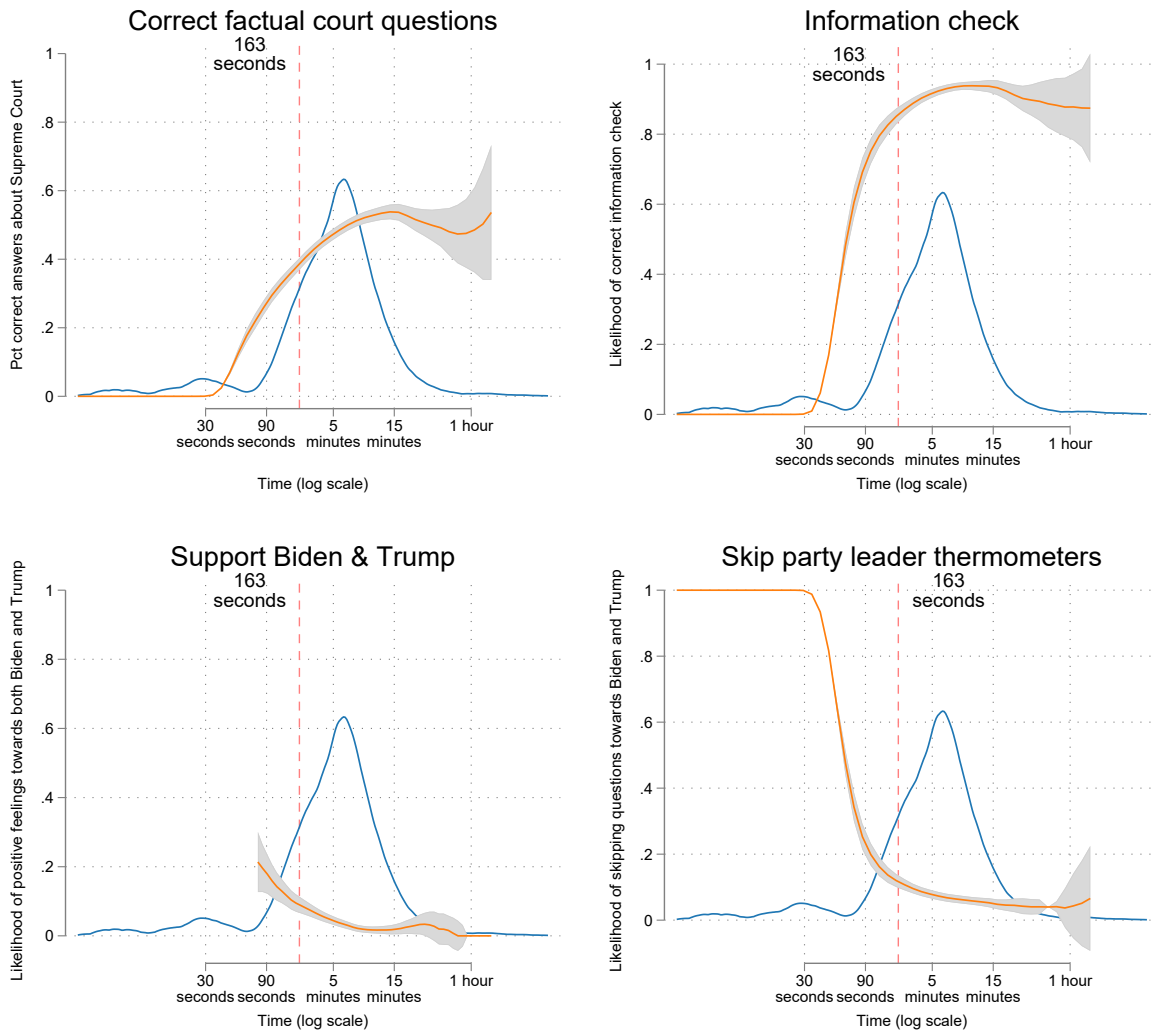 Correct factual court questions
163
seconds
Pct correct answers about Supreme Court
1
.8
.6
.4
.2
0
30
seconds
90
seconds
5
minutes
15
minutes
1 hour
Time (log scale)
Information check
163
seconds
Likelihood of correct information check
1
.8
.6
.4
.2
0
30
seconds
90
seconds
5
minutes
15
minutes
1 hour
Time (log scale)
Support Biden & Trump
163
seconds
Likelihood of positive feelings towards both Biden and Trump
1
.8
.6
.4
.2
0
30
seconds
90
seconds
5
minutes
15
minutes
1 hour
Time (log scale)
Skip party leader thermometers
163
seconds
Likelihood of skipping questions towards Biden and Trump
1
.8
.6
.4
.2
0
30
seconds
90
seconds
5
minutes
15
minutes
1 hour
Time (log scale)